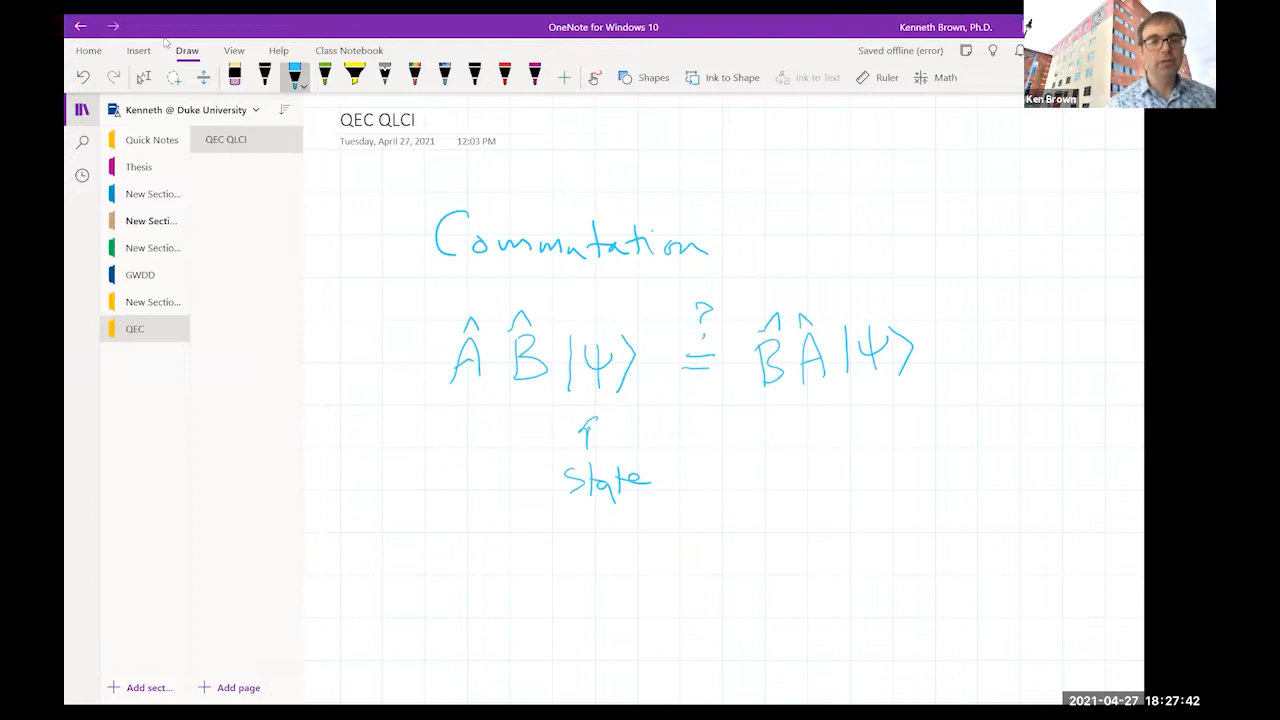 OneNote for Windows 10
Kenneth Brown, Ph.D.
Home Insert Draw View Help Class Notebook
Saved offline (error)
Shapes Ink to Shape Ink to Text Ruler Math
Ken Brown
Kenneth @ Duke University
Quick Notes
Thesis
New Sectio...
New Secti...
New Sectio...
GWDD
New Sectio...
QEC
QEC QLCI
Add sect... Add page
QEC QLCI
Tuesday, April 27, 2021 12:03 PM
Commutation
Â B̂ |Ψ⟩ ≟ B̂ Â |Ψ⟩
↑
State
2021-04-27 18:27:42